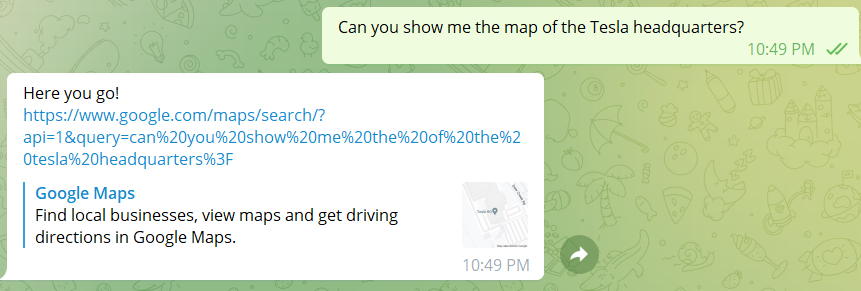 Can you show me the map of the Tesla headquarters?
10:49 PM
Here you go!
https://www.google.com/maps/search/?
api=1&query=can%20you%20show%20me%20the%20of%20the%2
0tesla%20headquarters%3F
Google Maps
Find local businesses, view maps and get driving
directions in Google Maps.
10:49 PM